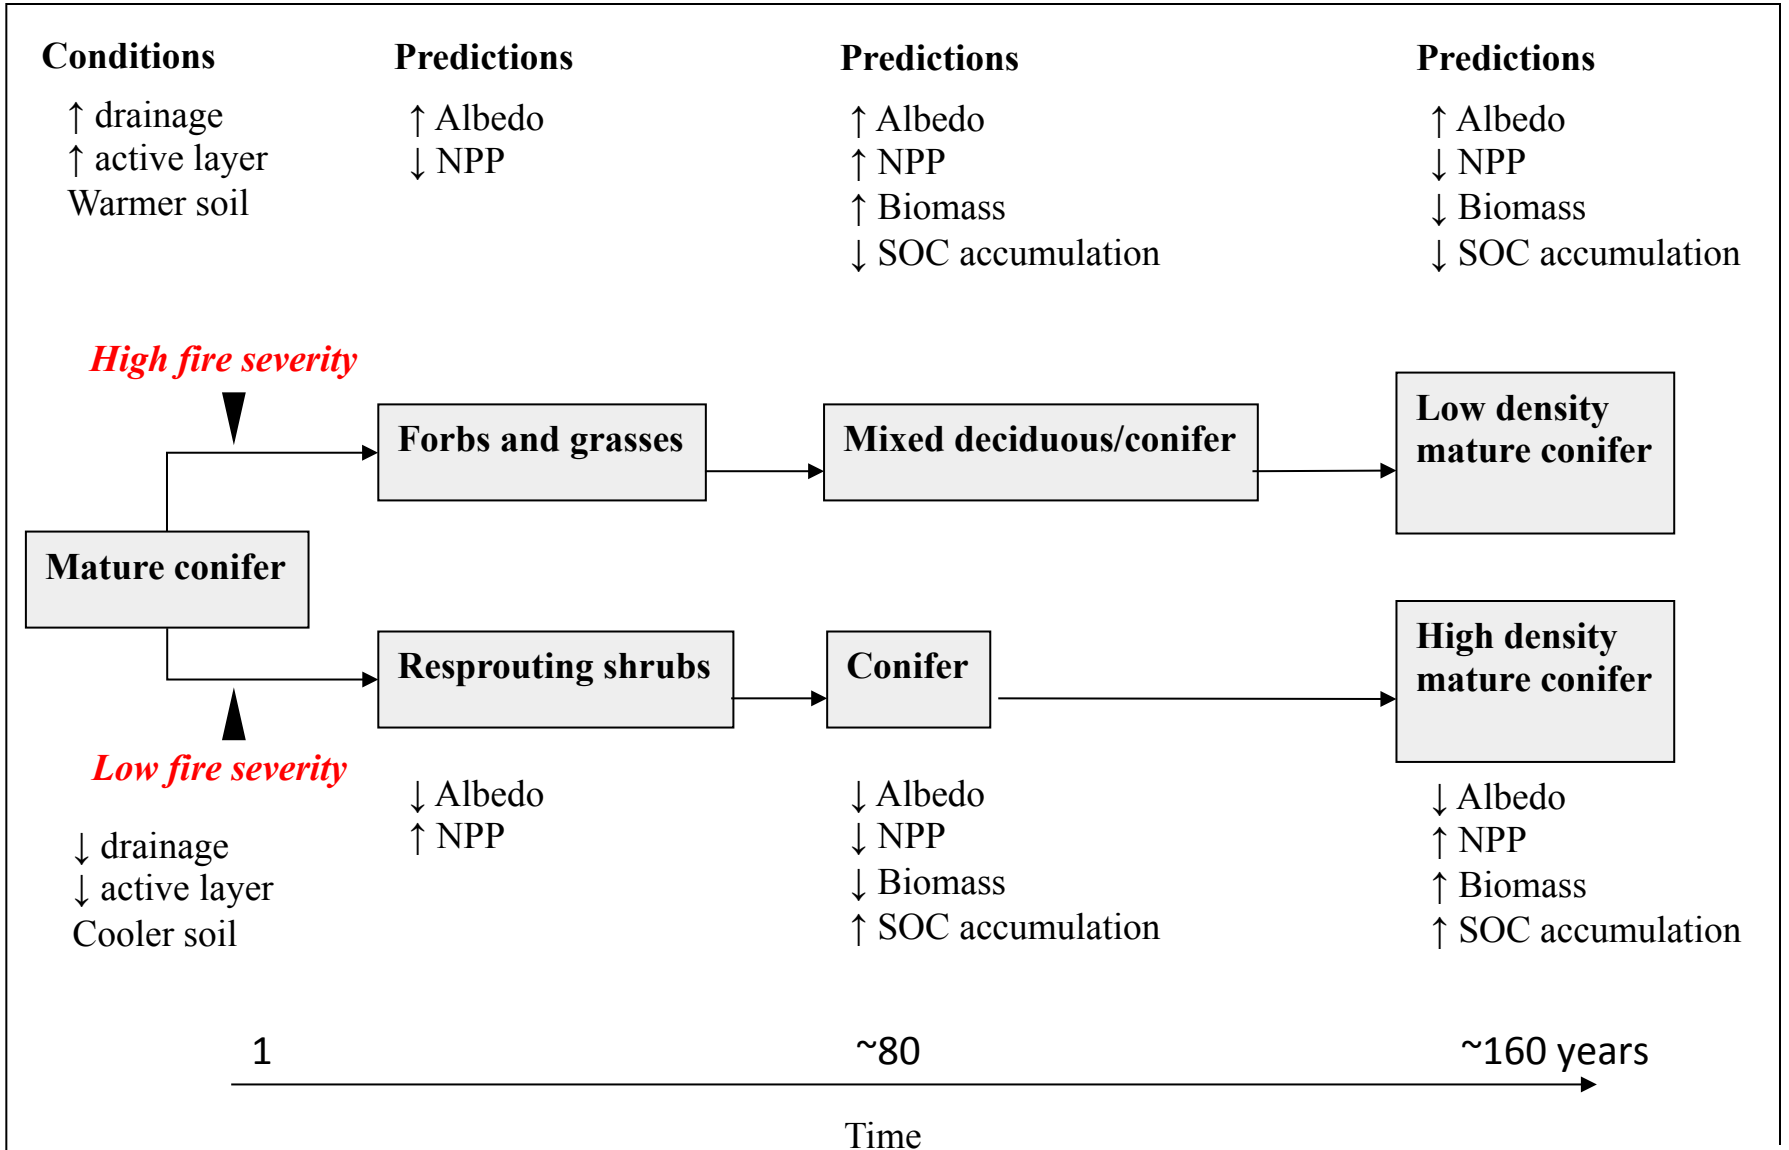 Conditions
↑ drainage
↑ active layer
Warmer soil
Predictions
↑ Albedo
↓ NPP
Predictions
↑ Albedo
↑ NPP
↑ Biomass
↓ SOC accumulation
Predictions
↑ Albedo
↓ NPP
↓ Biomass
↓ SOC accumulation
High fire severity
Forbs and grasses
Mixed deciduous/conifer
Low density
mature conifer
Mature conifer
Resprouting shrubs
Conifer
High density
mature conifer
Low fire severity
↓ drainage
↓ active layer
Cooler soil
↓ Albedo
↑ NPP
↓ Albedo
↓ NPP
↓ Biomass
↑ SOC accumulation
↓ Albedo
↑ NPP
↑ Biomass
↑ SOC accumulation
1
~80
~160 years
Time